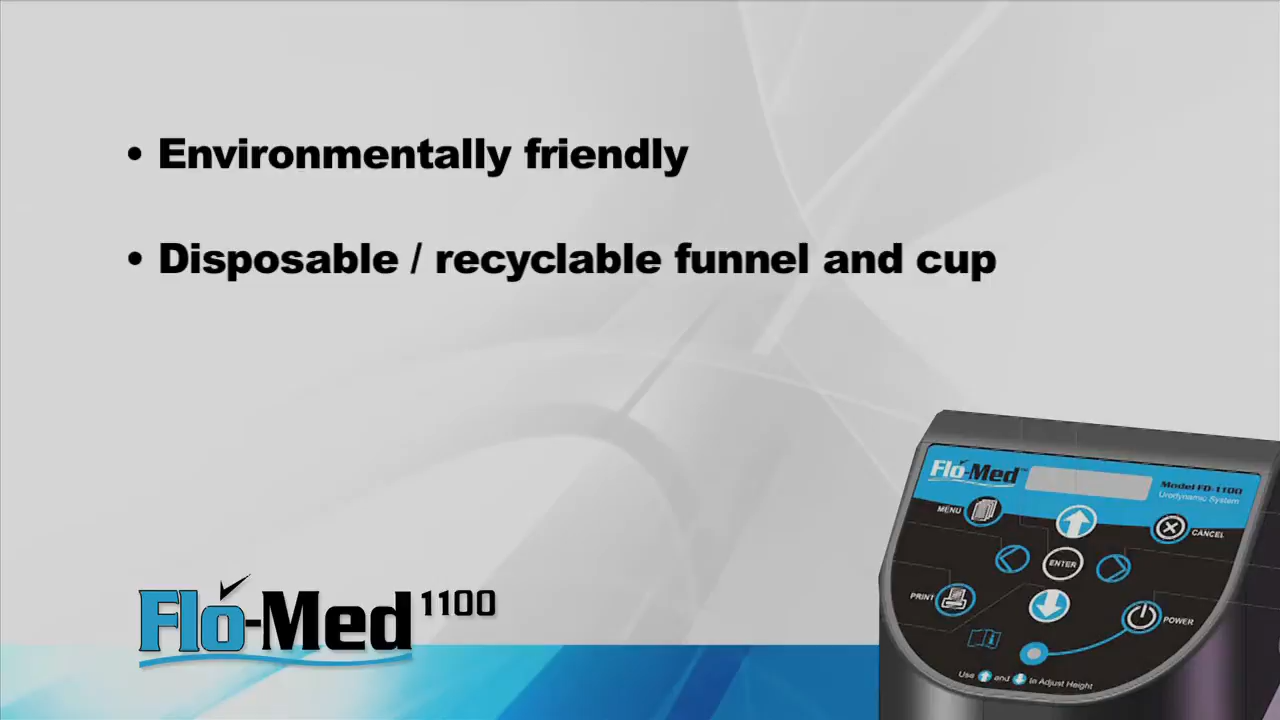 • Environmentally friendly
• Disposable / recyclable funnel and cup
Flo-Med™
Model FD-1100
Urodynamic System
MENU
CANCEL
ENTER
PRINT
POWER
Use and to Adjust Height
Flo-Med 1100